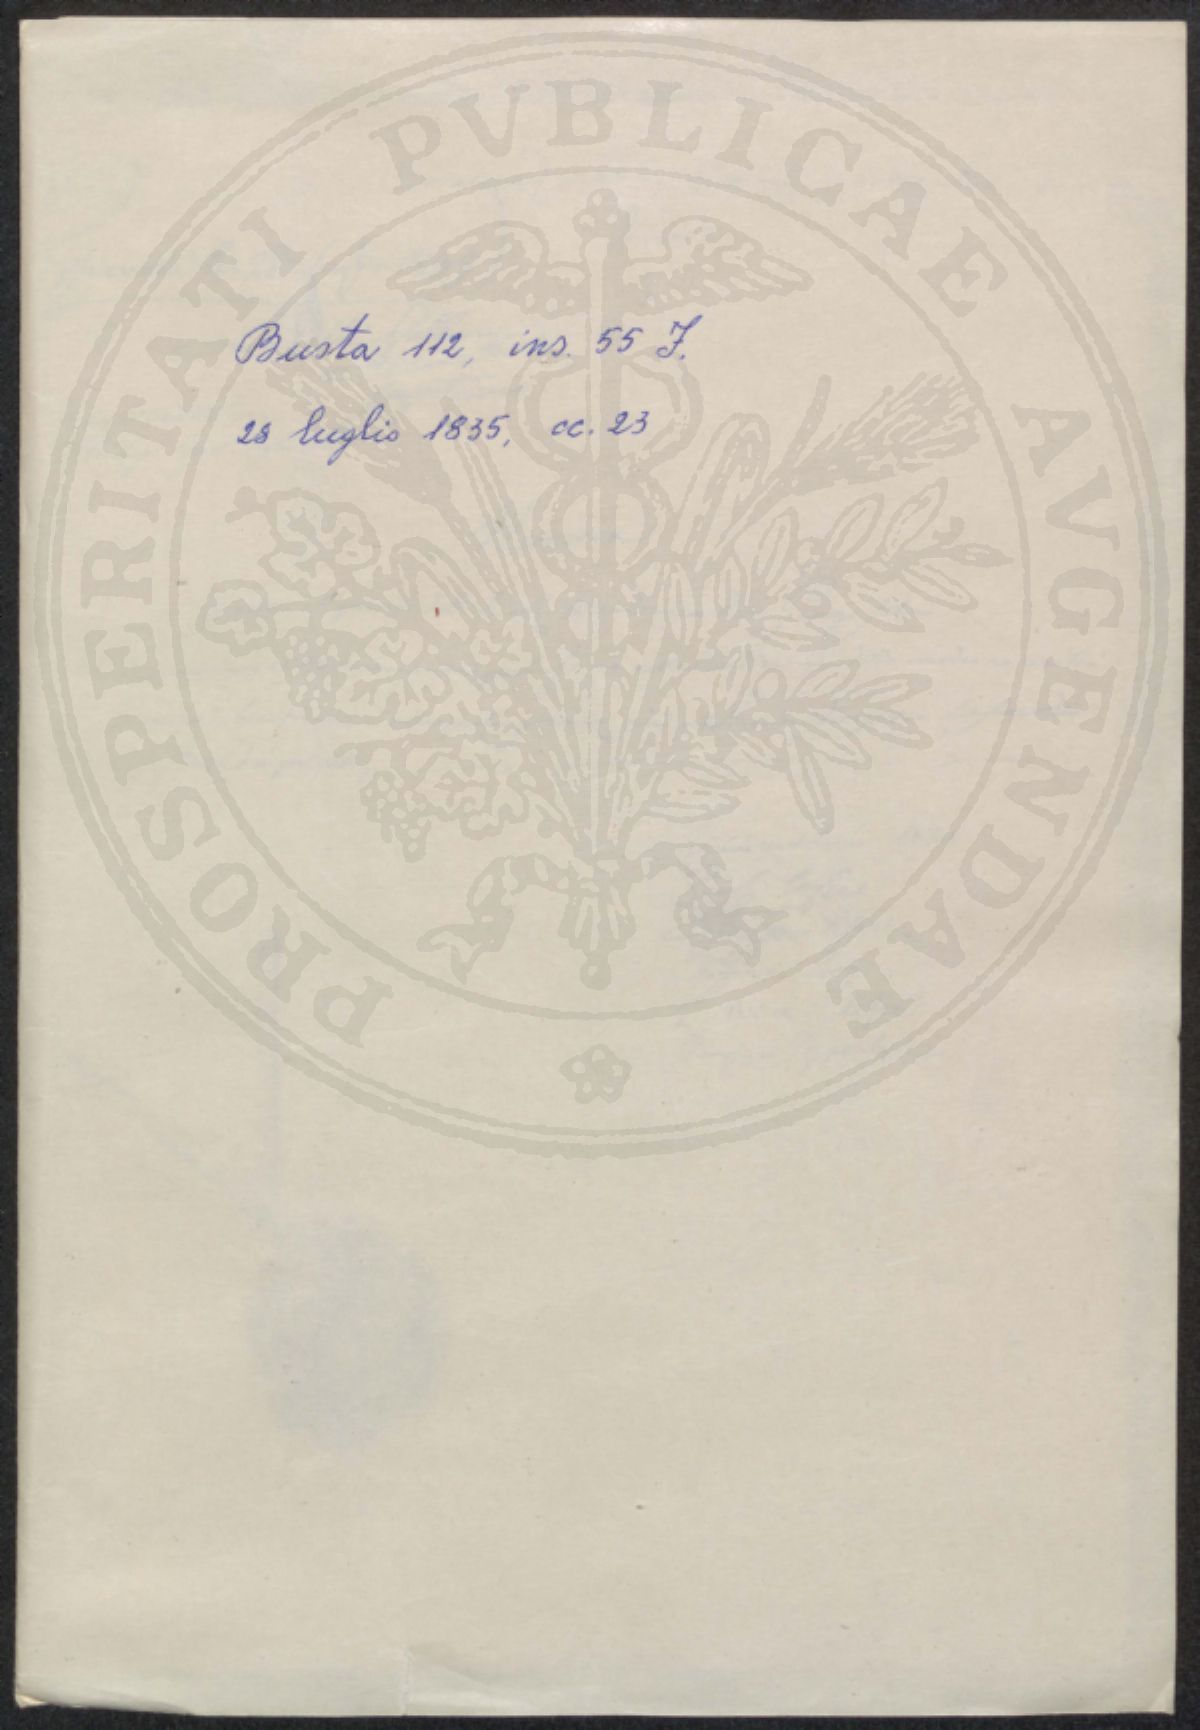 PROSPERITATI PVBLICAE AVGENDAE
Busta 112, ins. 55 J.
28 luglio 1835, cc. 23